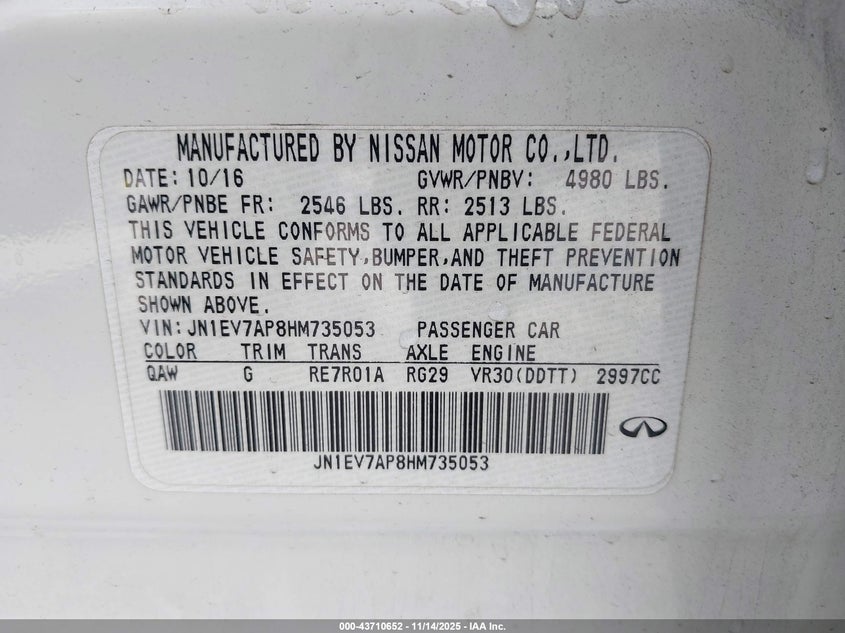 MANUFACTURED BY NISSAN MOTOR CO.,LTD.
DATE: 10/16 GVWR/PNBV: 4980 LBS.
GAWR/PNBE FR: 2546 LBS. RR: 2513 LBS.
THIS VEHICLE CONFORMS TO ALL APPLICABLE FEDERAL
MOTOR VEHICLE SAFETY,BUMPER,AND THEFT PREVENTION
STANDARDS IN EFFECT ON THE DATE OF MANUFACTURE
SHOWN ABOVE.
VIN:JN1EV7AP8HM735053 PASSENGER CAR
COLOR TRIM TRANS AXLE ENGINE
QAW G RE7R01A RG29 VR30(DDTT) 2997CC
JN1EV7AP8HM735053
000-43710652 - 11/14/2025 - IAA Inc.